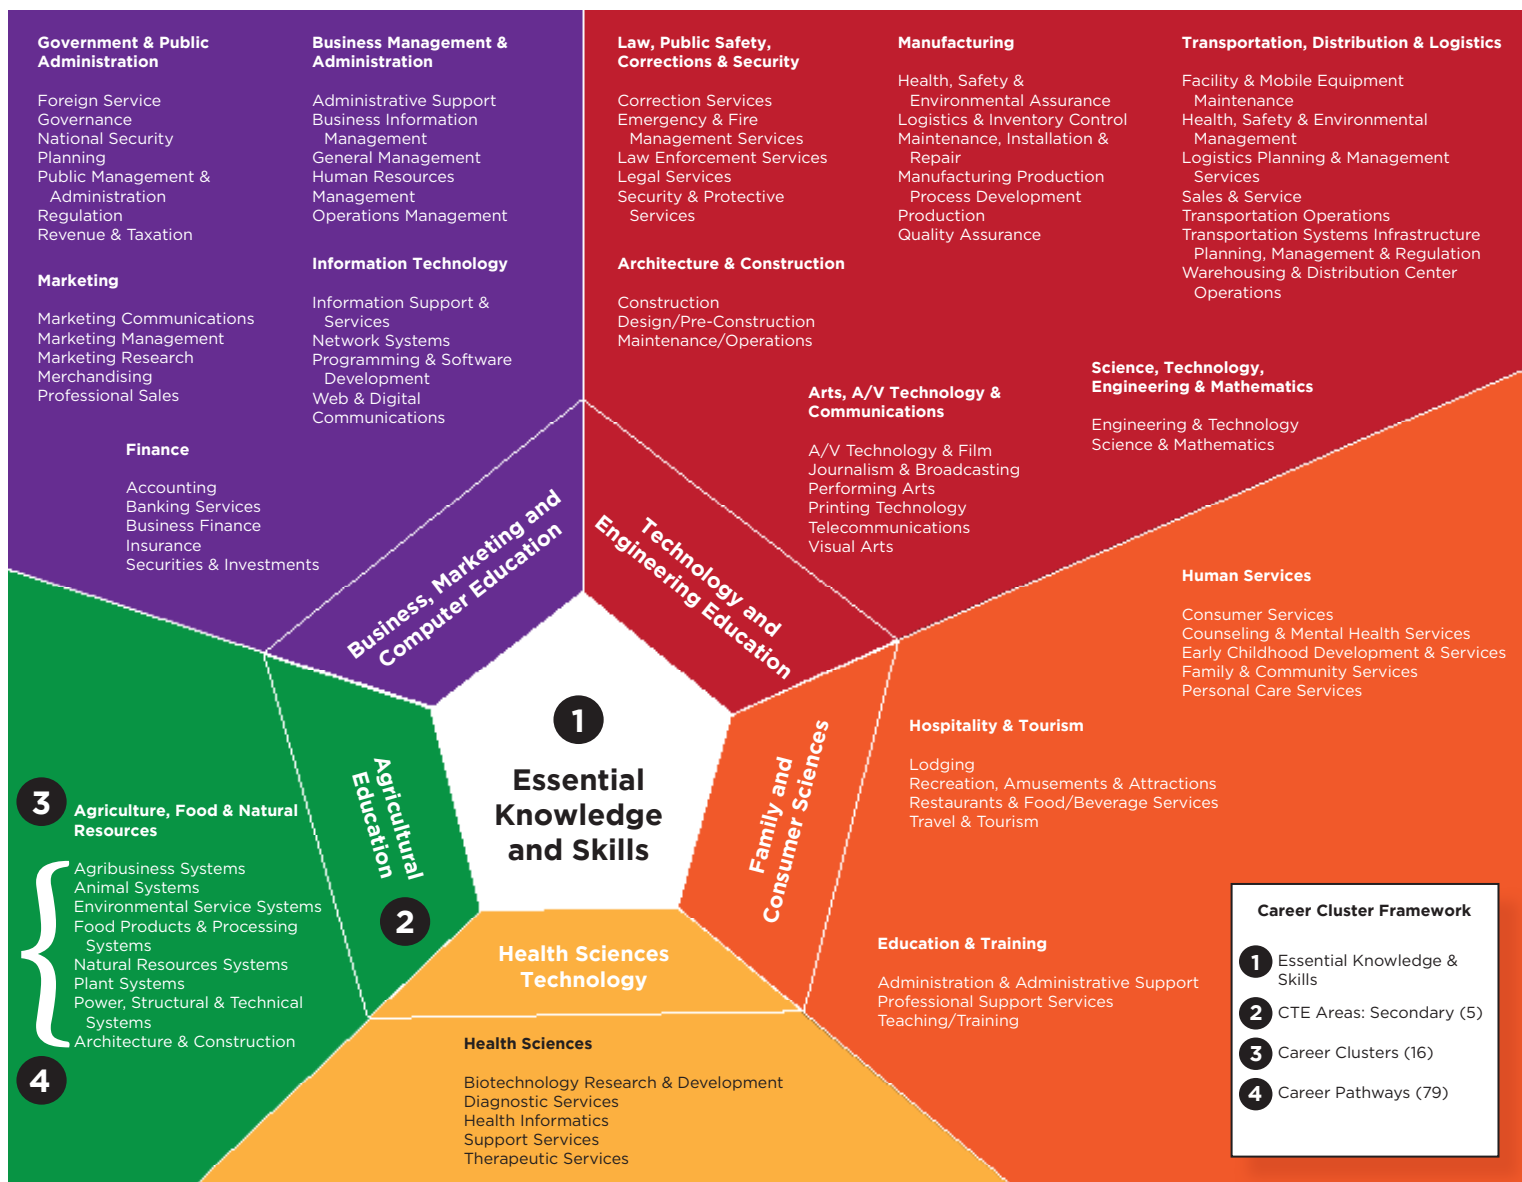 Government & Public
Administration
Foreign Service
Governance
National Security
Planning
Public Management &
Administration
Regulation
Revenue & Taxation
Marketing
Marketing Communications
Marketing Management
Marketing Research
Merchandising
Professional Sales
Business Management &
Administration
Administrative Support
Business Information
Management
General Management
Human Resources
Management
Operations Management
Information Technology
Information Support &
Services
Network Systems
Programming & Software
Development
Web & Digital
Communications
Finance
Accounting
Banking Services
Business Finance
Insurance
Securities & Investments
Law, Public Safety,
Corrections & Security
Correction Services
Emergency & Fire
Management Services
Law Enforcement Services
Legal Services
Security & Protective
Services
Architecture & Construction
Construction
Design/Pre-Construction
Maintenance/Operations
Manufacturing
Health, Safety &
Environmental Assurance
Logistics & Inventory Control
Maintenance, Installation &
Repair
Manufacturing Production
Process Development
Production
Quality Assurance
Transportation, Distribution & Logistics
Facility & Mobile Equipment
Maintenance
Health, Safety & Environmental
Management
Logistics Planning & Management
Services
Sales & Service
Transportation Operations
Transportation Systems Infrastructure
Planning, Management & Regulation
Warehousing & Distribution Center
Operations
Arts, A/V Technology &
Communications
A/V Technology & Film
Journalism & Broadcasting
Performing Arts
Printing Technology
Telecommunications
Visual Arts
Science, Technology,
Engineering & Mathematics
Engineering & Technology
Science & Mathematics
Business, Marketing and
Computer Education
Technology and
Engineering Education
Human Services
Consumer Services
Counseling & Mental Health Services
Early Childhood Development & Services
Family & Community Services
Personal Care Services
1
Essential
Knowledge
and Skills
Agricultural
Education
2
Family and
Consumer Sciences
Hospitality & Tourism
Lodging
Recreation, Amusements & Attractions
Restaurants & Food/Beverage Services
Travel & Tourism
3
Agriculture, Food & Natural
Resources
Agribusiness Systems
Animal Systems
Environmental Service Systems
Food Products & Processing
Systems
Natural Resources Systems
Plant Systems
Power, Structural & Technical
Systems
Architecture & Construction
4
Health Sciences
Technology
Health Sciences
Biotechnology Research & Development
Diagnostic Services
Health Informatics
Support Services
Therapeutic Services
Education & Training
Administration & Administrative Support
Professional Support Services
Teaching/Training
Career Cluster Framework
1 Essential Knowledge &
Skills
2 CTE Areas: Secondary (5)
3 Career Clusters (16)
4 Career Pathways (79)